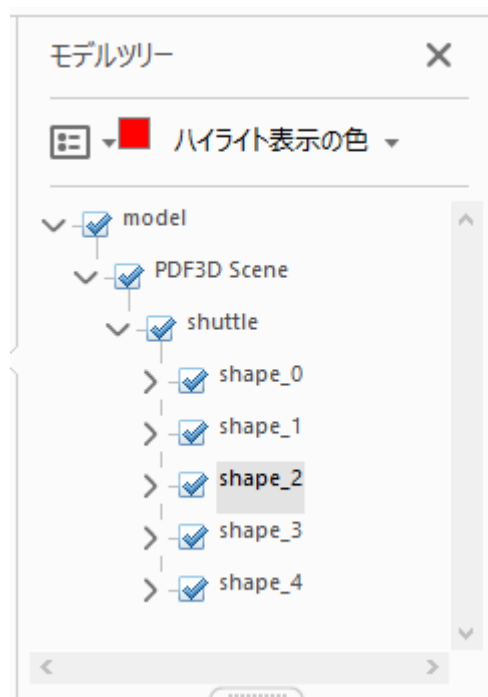 モデルツリー
ハイライト表示の色
model
PDF3D Scene
shuttle
shape_0
shape_1
shape_2
shape_3
shape_4